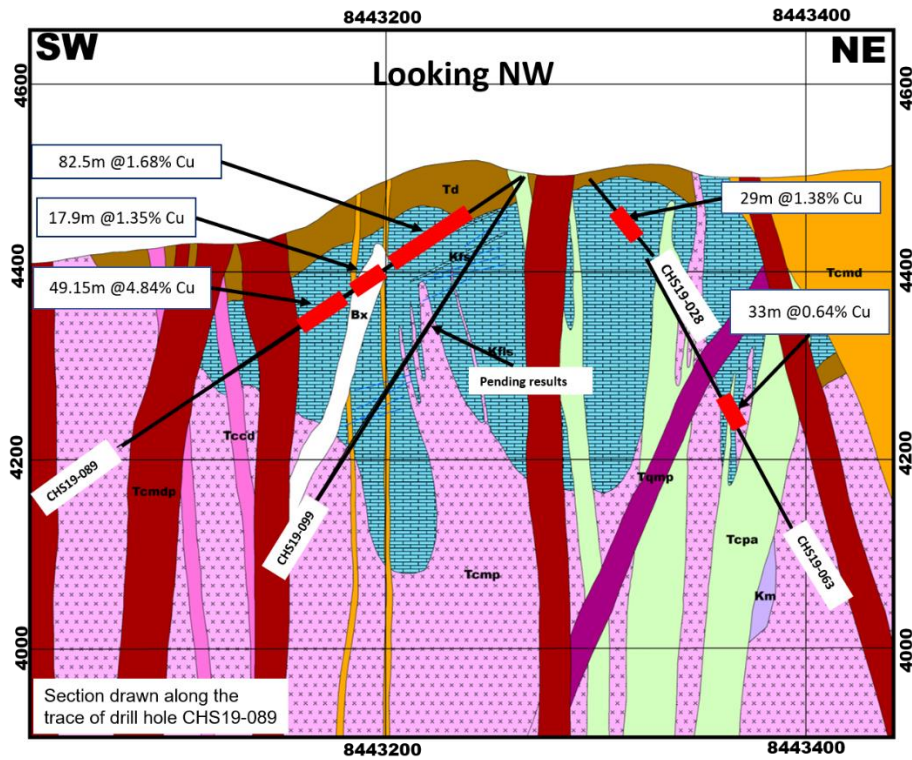 8443200
8443400
SW
NE
Looking NW
4600
4600
82.5m @1.68% Cu
Td
29m @1.38% Cu
17.9m @1.35% Cu
Kfs
4400
4400
Tcmd
49.15m @4.84% Cu
CHS19-028
Bx
33m @0.64% Cu
Kfls
Pending results
4200
4200
Tccd
CHS19-089
Tcmdp
Tqmp
CHS19-099
Tcpa
Tcmp
CHS19-063
Km
4000
4000
Section drawn along the
trace of drill hole CHS19-089
8443200
8443400